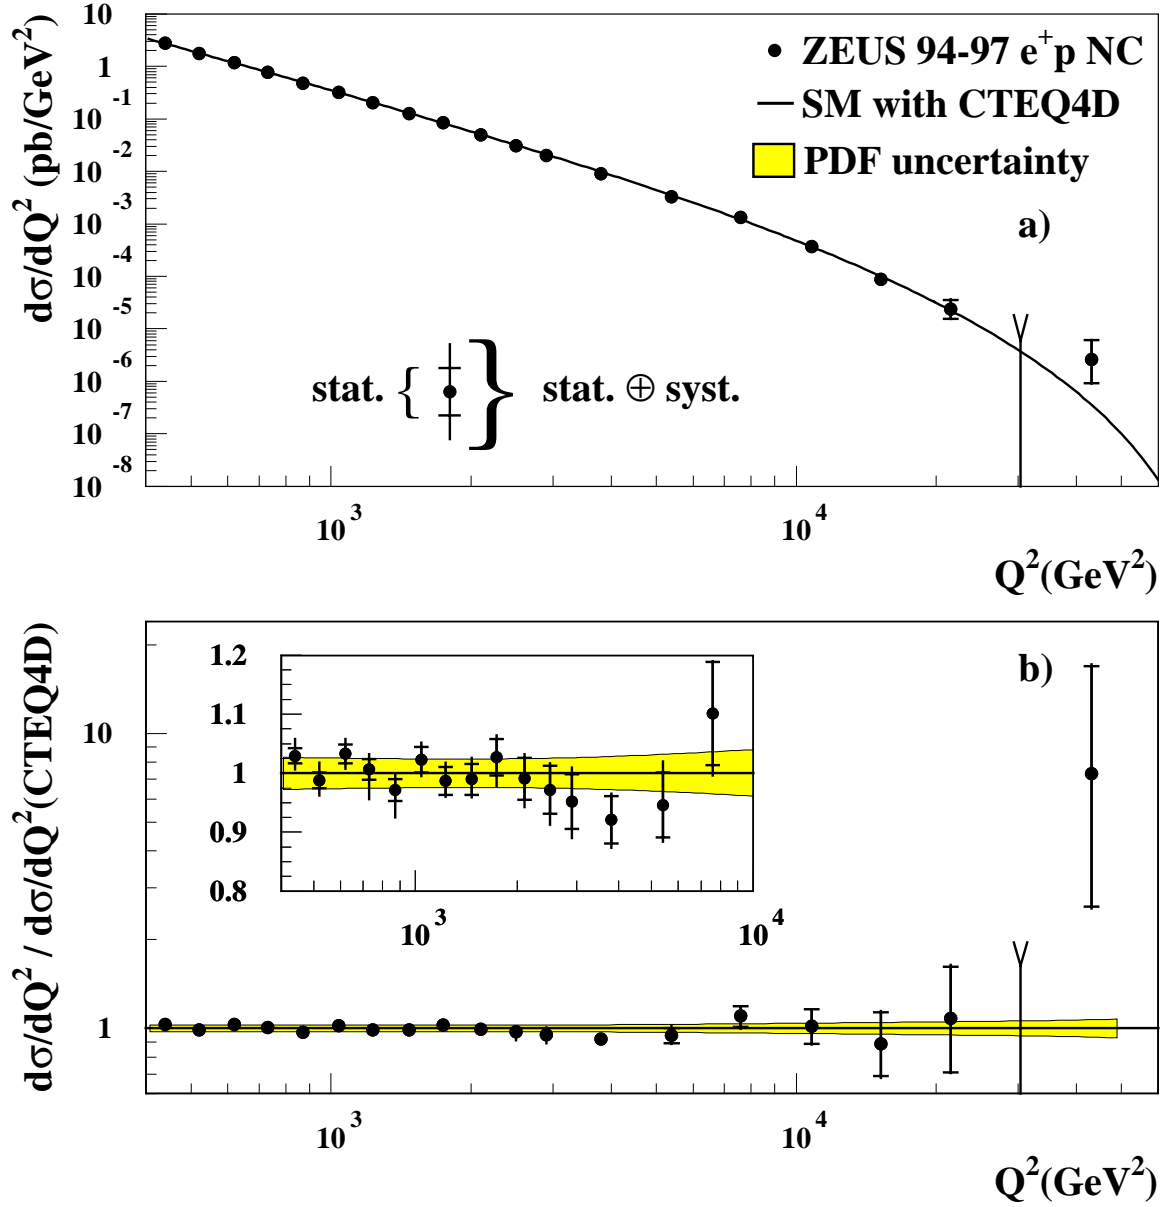 dσ/dQ² (pb/GeV²)
10
1
10⁻¹
10⁻²
10⁻³
10⁻⁴
10⁻⁵
10⁻⁶
10⁻⁷
10⁻⁸
ZEUS 94-97 e⁺p NC
SM with CTEQ4D
PDF uncertainty
a)
stat. { } stat. ⊕ syst.
10³ 10⁴
Q²(GeV²)
dσ/dQ² / dσ/dQ²(CTEQ4D)
10
1
b)
1.2
1.1
1
0.9
0.8
10³ 10⁴
10³ 10⁴
Q²(GeV²)